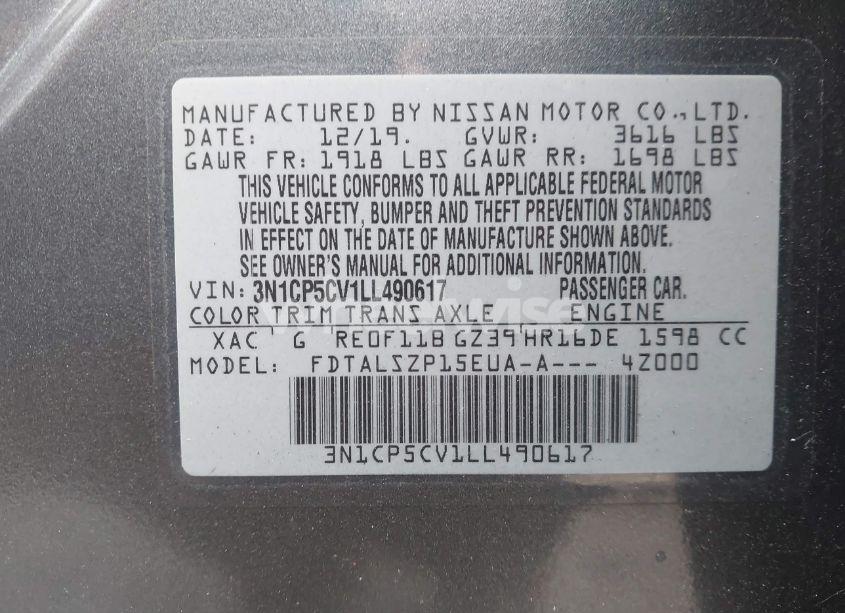 MANUFACTURED BY NISSAN MOTOR CO., LTD.
DATE: 12/19. GVWR: 3616 LBS
GAWR FR: 1918 LBS GAWR RR: 1698 LBS
THIS VEHICLE CONFORMS TO ALL APPLICABLE FEDERAL MOTOR
VEHICLE SAFETY, BUMPER AND THEFT PREVENTION STANDARDS
IN EFFECT ON THE DATE OF MANUFACTURE SHOWN ABOVE.
SEE OWNER'S MANUAL FOR ADDITIONAL INFORMATION.
VIN: 3N1CP5CV1LL490617 PASSENGER CAR.
COLOR TRIM TRANS AXLE ENGINE
XAC G RE0F11B GZ39 HR16DE 1598 CC
MODEL: FDTALSZP15EUA-A--- 4Z000
3N1CP5CV1LL490617